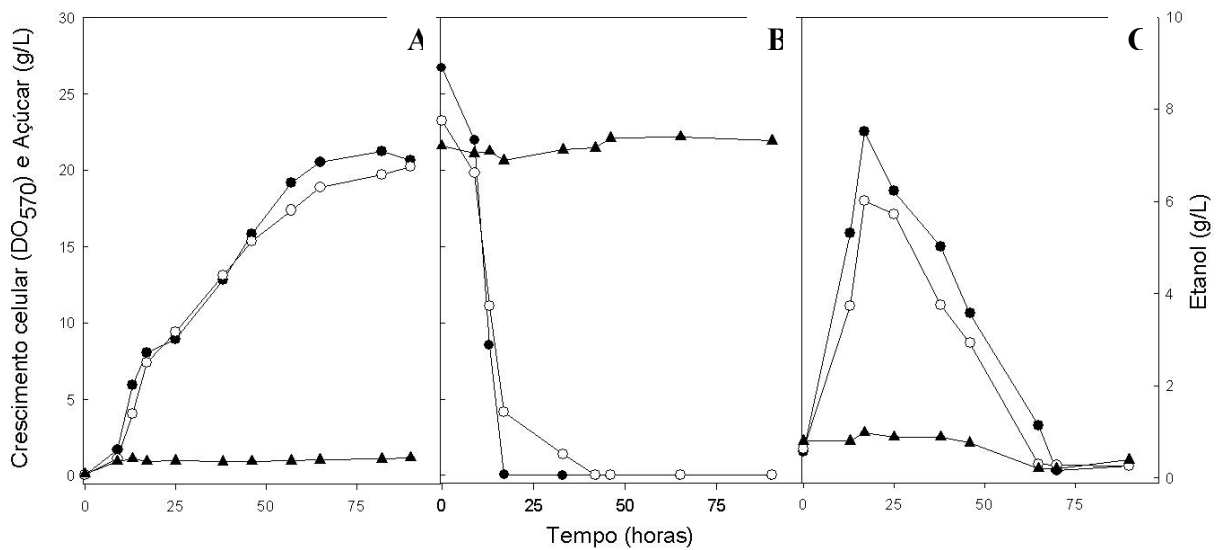 A B C
30
25
20
15
10
5
0
10
8
6
4
2
0
Crescimento celular (DO570) e Açúcar (g/L)
Etanol (g/L)
0 25 50 75 0 25 50 75 0 25 50 75
Tempo (horas)